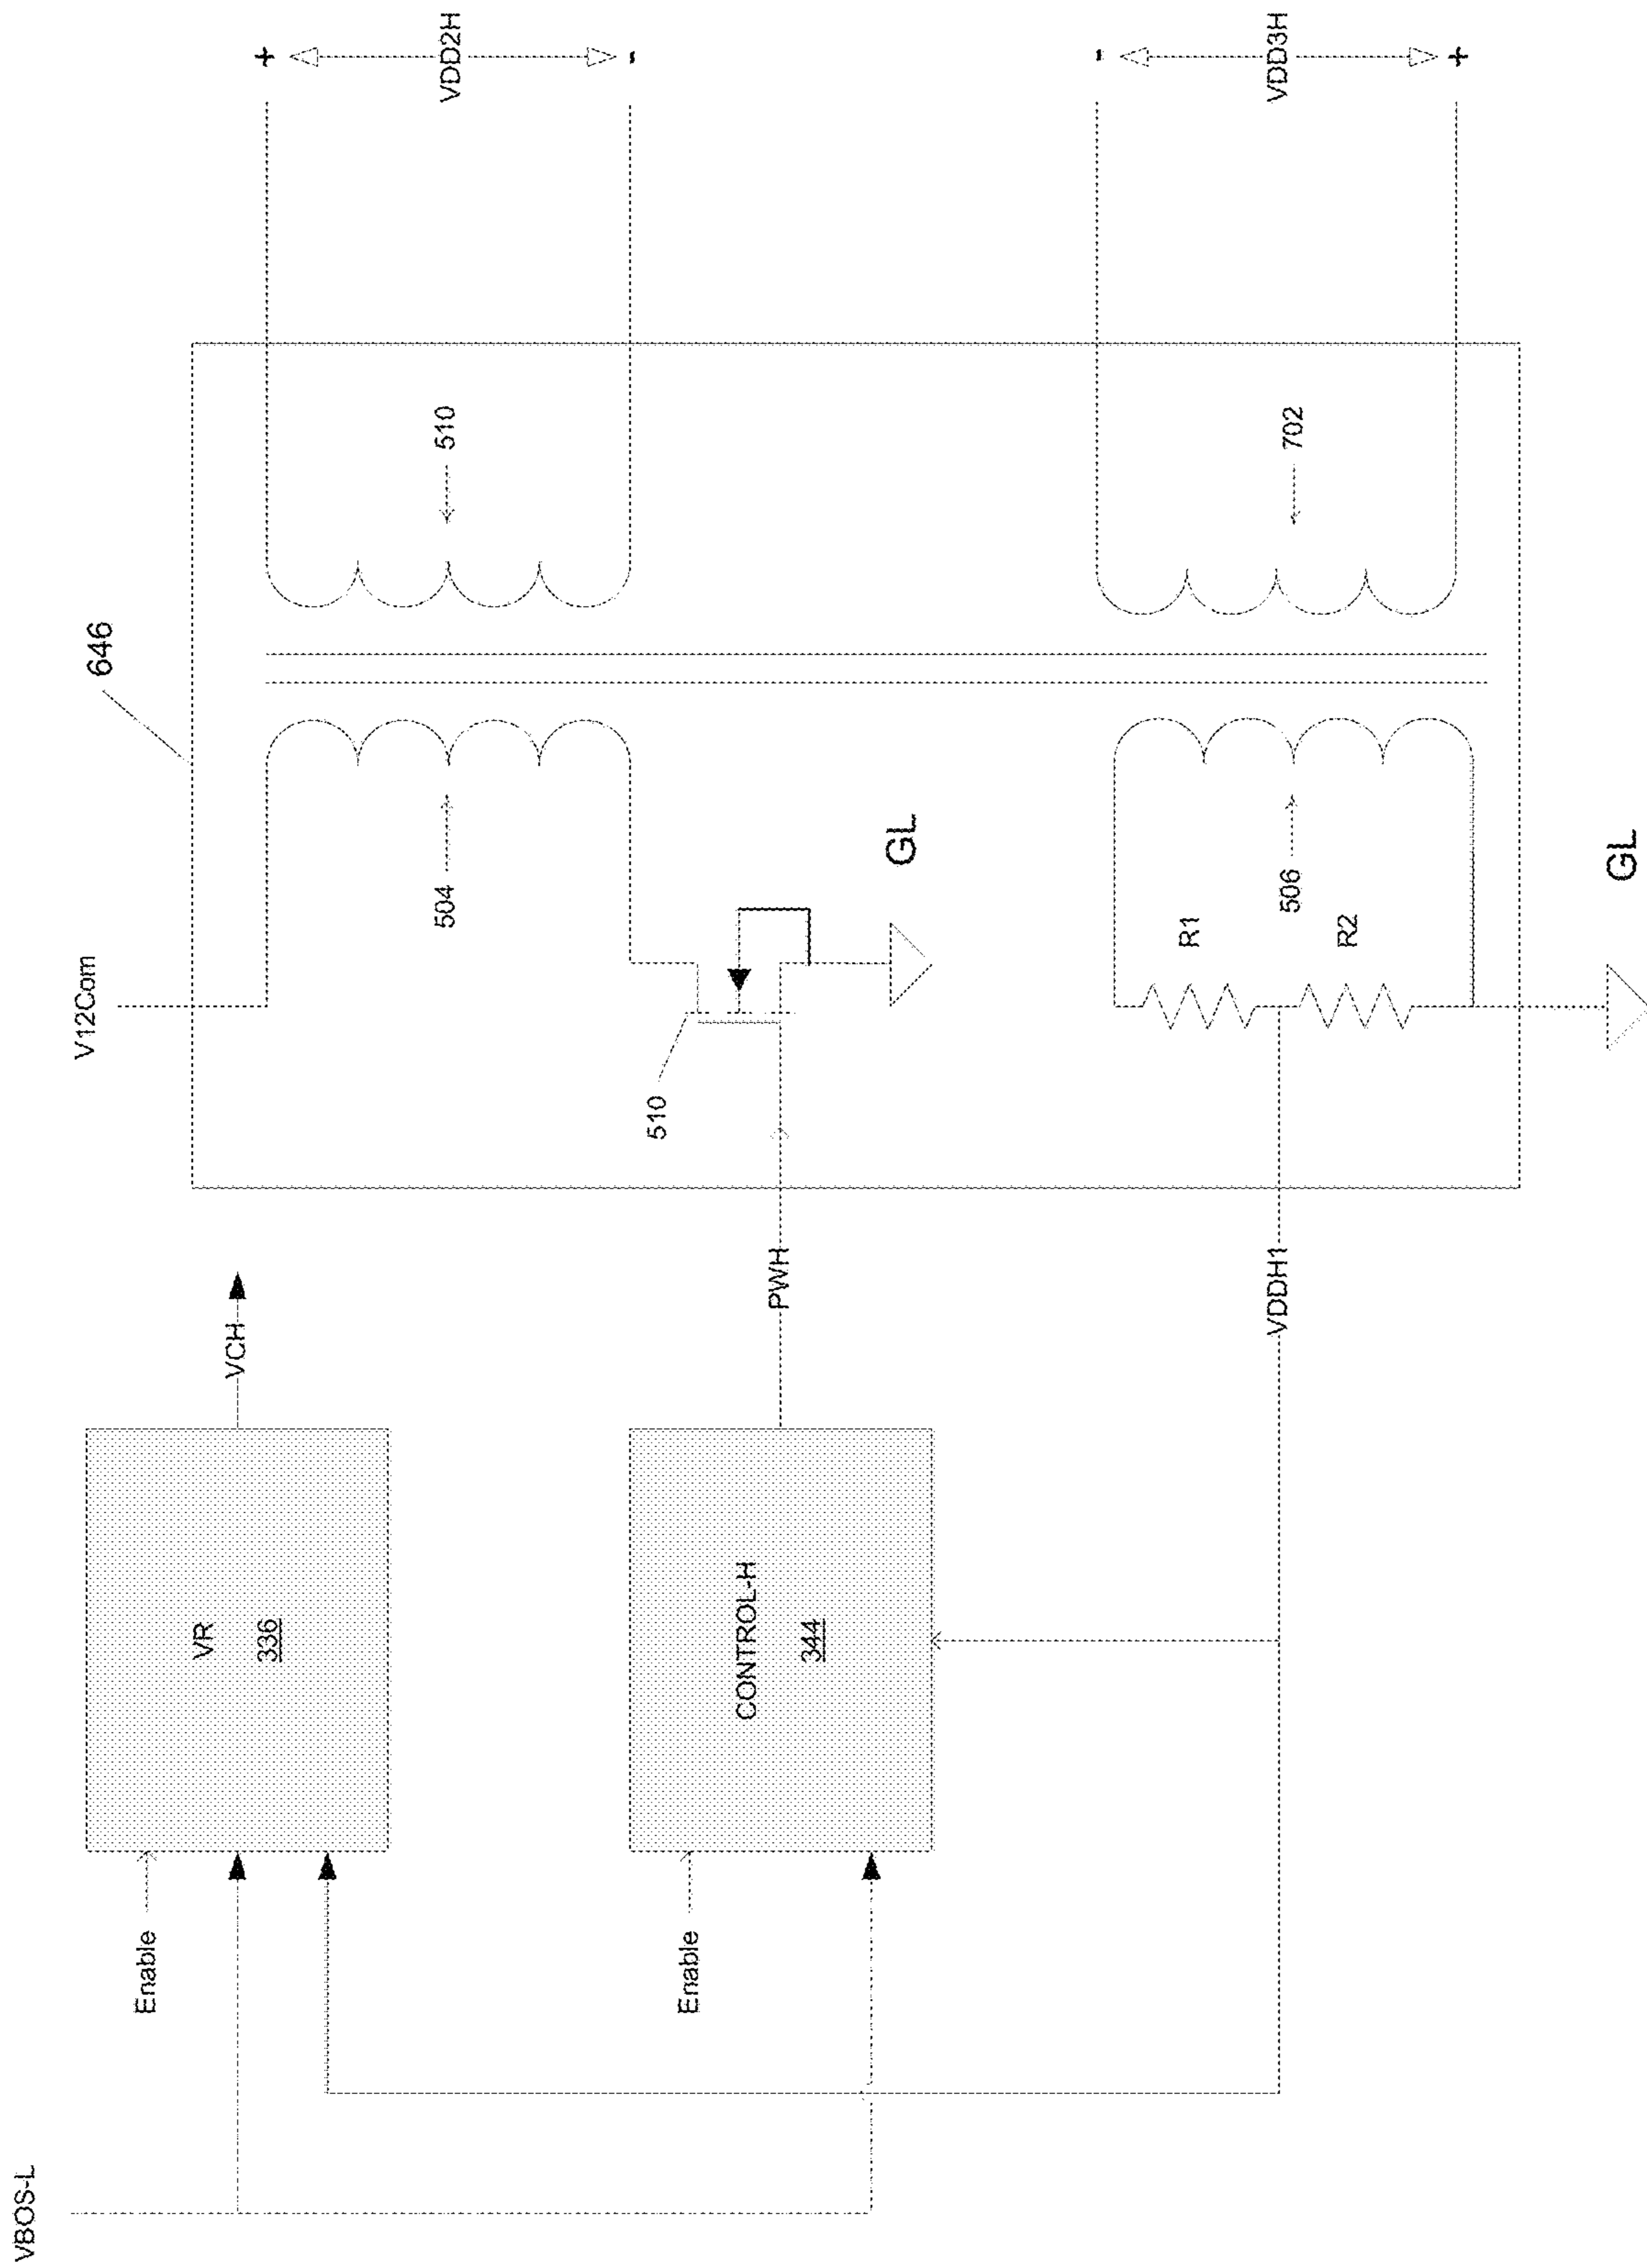 646
V12Com
VDD2H
+
-
504
510
510
GL
VBOS-L
Enable
VR
336
VCH
Enable
CONTROL-H
344
PWH
VDDH1
R1
R2
506
702
-
+
VDD3H
GL